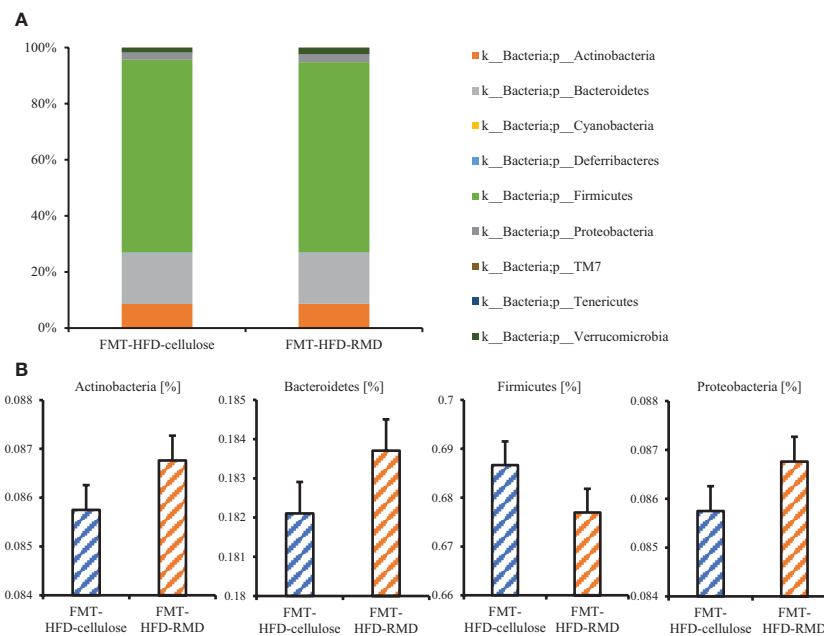 A
100%
80%
60%
40%
20%
0%
FMT-HFD-cellulose
FMT-HFD-RMD
k__Bacteria;p__Actinobacteria
k__Bacteria;p__Bacteroidetes
k__Bacteria;p__Cyanobacteria
k__Bacteria;p__Deferribacteres
k__Bacteria;p__Firmicutes
k__Bacteria;p__Proteobacteria
k__Bacteria;p__TM7
k__Bacteria;p__Tenericutes
k__Bacteria;p__Verrucomicrobia
B
Actinobacteria [%]
0.088
0.087
0.086
0.085
0.084
FMT-
HFD-cellulose
FMT-
HFD-RMD
Bacteroidetes [%]
0.185
0.184
0.183
0.182
0.181
0.18
FMT-
HFD-cellulose
FMT-
HFD-RMD
Firmicutes [%]
0.7
0.69
0.68
0.67
0.66
FMT-
HFD-cellulose
FMT-
HFD-RMD
Proteobacteria [%]
0.088
0.087
0.086
0.085
0.084
FMT-
HFD-cellulose
FMT-
HFD-RMD